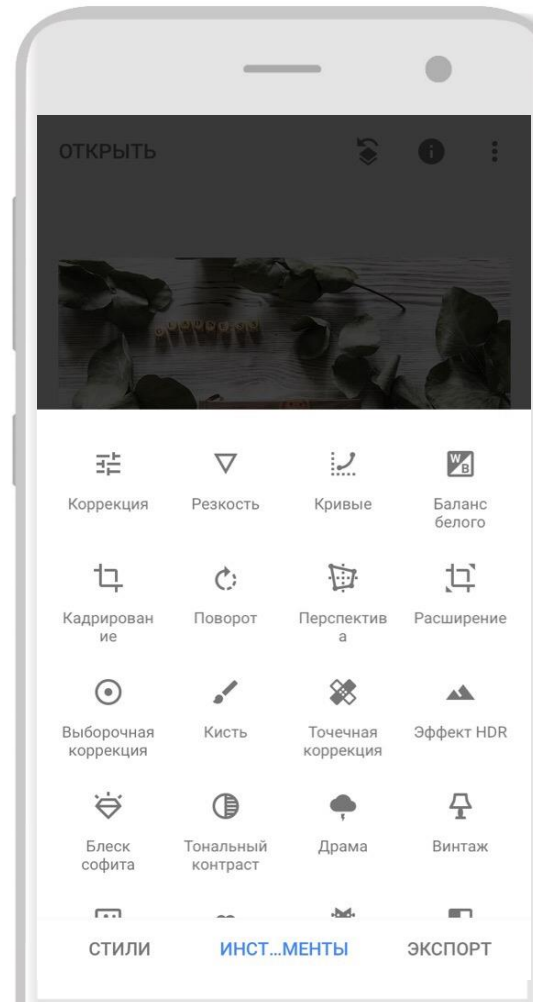 ОТКРЫТЬ
Коррекция Резкость Кривые Баланс
белого
Кадрирован
ие Поворот Перспектив
а Расширение
Выборочная
коррекция Кисть Точечная
коррекция Эффект HDR
Блеск
софита Тональный
контраст Драма Винтаж
СТИЛИ ИНСТ...МЕНТЫ ЭКСПОРТ